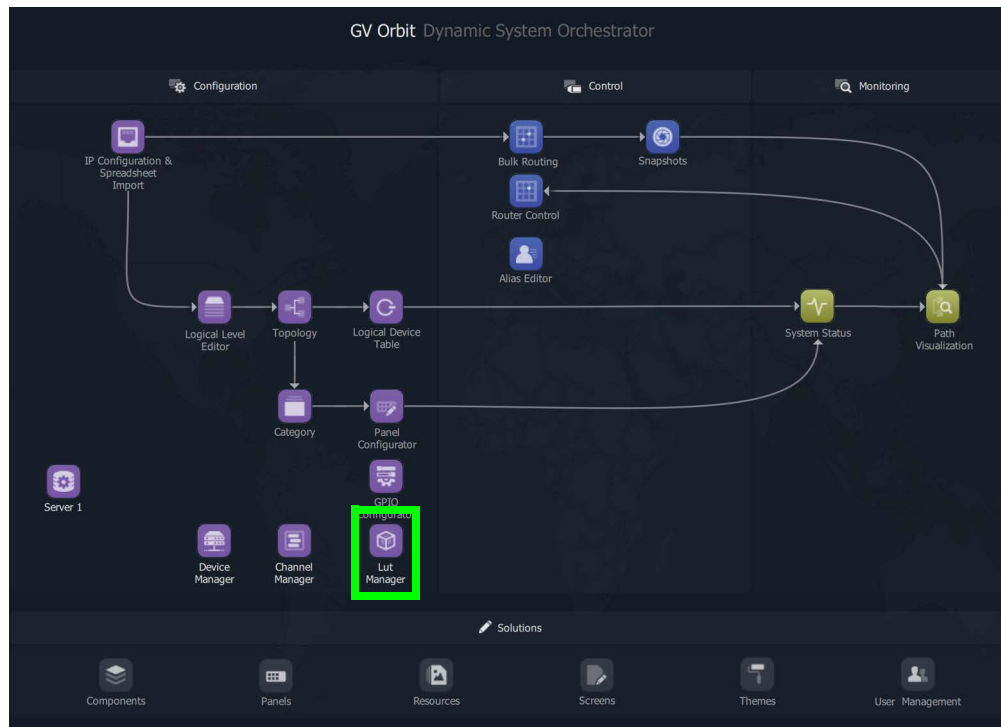 GV Orbit Dynamic System Orchestrator
Configuration
Control
Monitoring
IP Configuration &
Spreadsheet
Import
Bulk Routing
Snapshots
Router Control
Alias Editor
Logical Level
Editor
Topology
Logical Device
Table
System Status
Path
Visualization
Category
Panel
Configurator
Server 1
GPIO
Configurator
Device
Manager
Channel
Manager
Lut
Manager
Solutions
Components
Panels
Resources
Screens
Themes
User Management